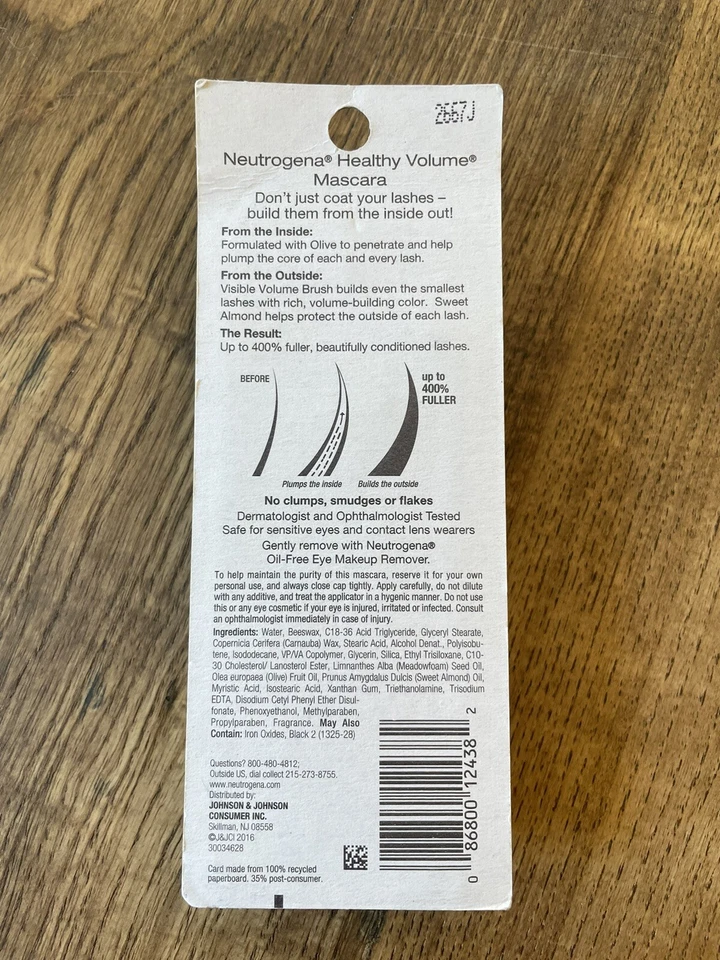 2667J
Neutrogena® Healthy Volume®
Mascara
Don't just coat your lashes –
build them from the inside out!
From the Inside:
Formulated with Olive to penetrate and help
plump the core of each and every lash.
From the Outside:
Visible Volume Brush builds even the smallest
lashes with rich, volume-building color. Sweet
Almond helps protect the outside of each lash.
The Result:
Up to 400% fuller, beautifully conditioned lashes.
BEFORE
up to
400%
FULLER
Plumps the inside
Builds the outside
No clumps, smudges or flakes
Dermatologist and Ophthalmologist Tested
Safe for sensitive eyes and contact lens wearers
Gently remove with Neutrogena®
Oil-Free Eye Makeup Remover.
To help maintain the purity of this mascara, reserve it for your own
personal use, and always close cap tightly. Apply carefully, do not dilute
with any additive, and treat the applicator in a hygenic manner. Do not use
this or any eye cosmetic if your eye is injured, irritated or infected. Consult
an ophthalmologist immediately in case of injury.
Ingredients: Water, Beeswax, C18-36 Acid Triglyceride, Glyceryl Stearate,
Copernicia Cerifera (Carnauba) Wax, Stearic Acid, Alcohol Denat., Polyisobu-
tene, Isododecane, VP/VA Copolymer, Glycerin, Silica, Ethyl Trisiloxane, C10-
30 Cholesterol/ Lanosterol Ester, Limnanthes Alba (Meadowfoam) Seed Oil,
Olea europaea (Olive) Fruit Oil, Prunus Amygdalus Dulcis (Sweet Almond) Oil,
Myristic Acid, Isostearic Acid, Xanthan Gum, Triethanolamine, Trisodium
EDTA, Disodium Cetyl Phenyl Ether Disul-
fonate, Phenoxyethanol, Methylparaben,
Propylparaben, Fragrance. May Also
Contain: Iron Oxides, Black 2 (1325-28)
Questions? 800-480-4812;
Outside US, dial collect 215-273-8755.
www.neutrogena.com
Distributed by:
JOHNSON & JOHNSON
CONSUMER INC.
Skillman, NJ 08558
©J&JCI 2016
30034628
Card made from 100% recycled
paperboard. 35% post-consumer.
0 86800 12438 2